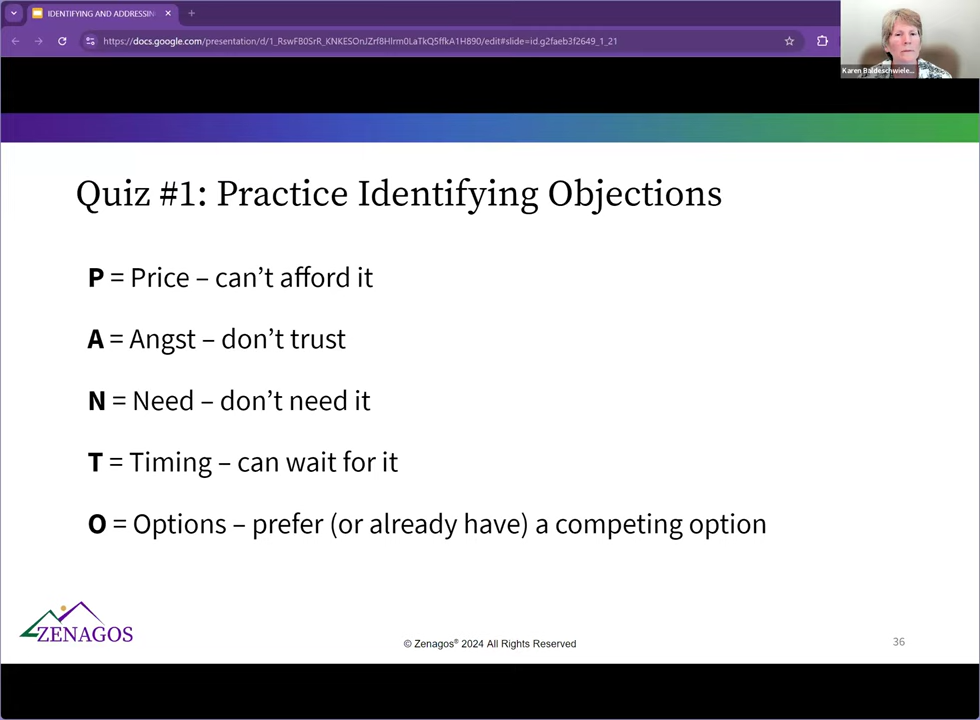 IDENTIFYING AND ADDRESSIN
https://docs.google.com/presentation/d/1_RswFB0SrR_KNKESOnJZrf8Hlrm0LaTkQ5ffkA1H890/edit#slide=id.g2faeb3f2649_1_21
Karen Baldeschwiele...
Quiz #1: Practice Identifying Objections
P = Price – can’t afford it
A = Angst – don’t trust
N = Need – don’t need it
T = Timing – can wait for it
O = Options – prefer (or already have) a competing option
ZENAGOS
© Zenagos® 2024 All Rights Reserved
36